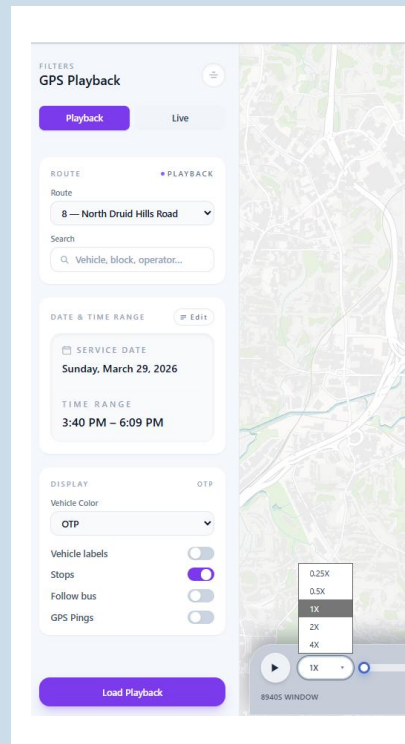 FILTERS
GPS Playback
Playback Live
ROUTE PLAYBACK
Route
8 — North Druid Hills Road
Search
Vehicle, block, operator...
DATE & TIME RANGE Edit
SERVICE DATE
Sunday, March 29, 2026
TIME RANGE
3:40 PM – 6:09 PM
DISPLAY OTP
Vehicle Color
OTP
Vehicle labels
Stops
Follow bus
GPS Pings
Load Playback
0.25X
0.5X
1X
2X
4X
1X
8940S WINDOW